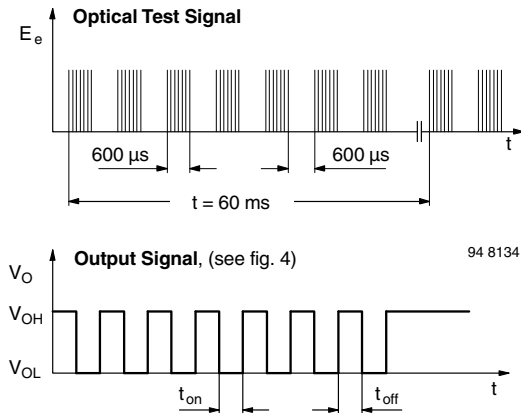 Optical Test Signal
E e
t
600 µs
600 µs
t = 60 ms
Output Signal, (see fig. 4)
94 8134
V O
V OH
V OL
t on
t off
t